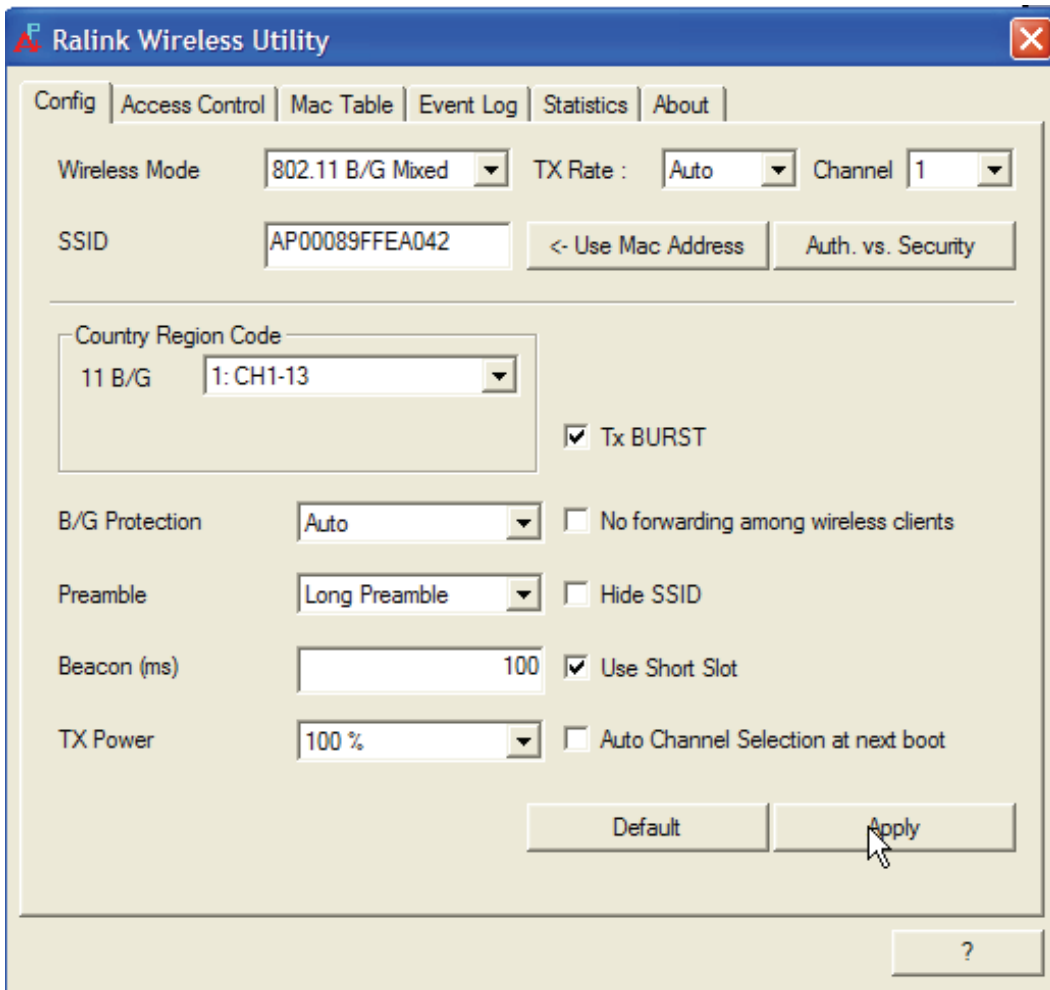 Ralink Wireless Utility
Config Access Control Mac Table Event Log Statistics About
Wireless Mode 802.11 B/G Mixed TX Rate : Auto Channel 1
SSID AP00089FFEA042 <- Use Mac Address Auth. vs. Security
Country Region Code
11 B/G 1: CH1-13
Tx BURST
B/G Protection Auto No forwarding among wireless clients
Preamble Long Preamble Hide SSID
Beacon (ms) 100 Use Short Slot
TX Power 100 % Auto Channel Selection at next boot
Default Apply
?